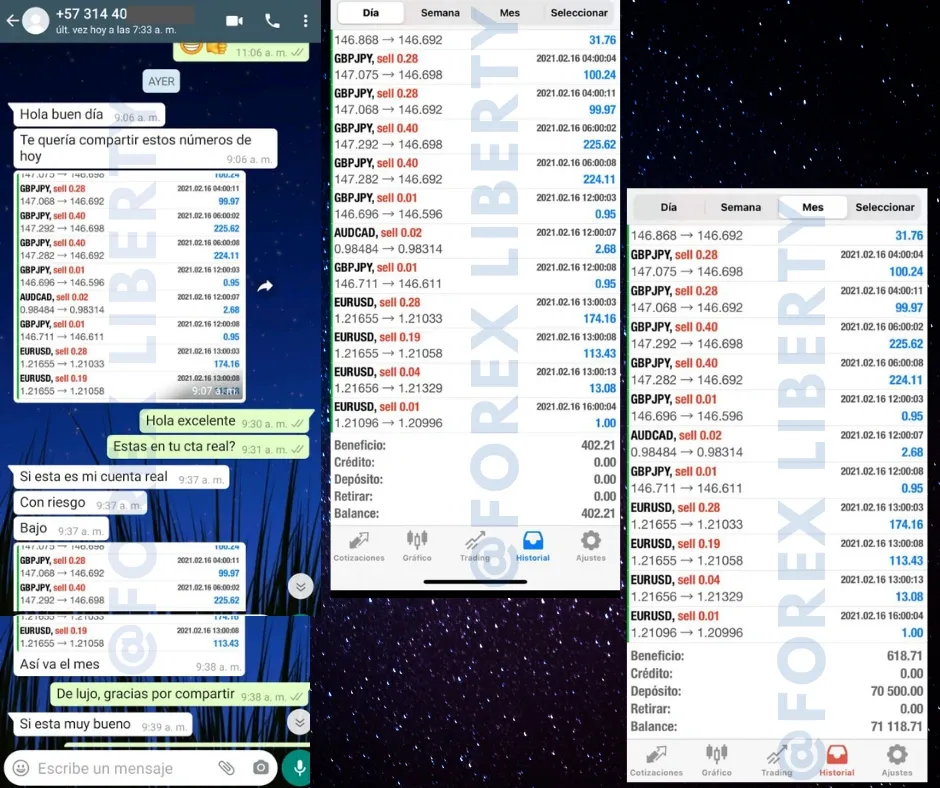 +57 314 40
últ. vez hoy a las 7:33 a. m.
11:06 a. m.
AYER
Hola buen día 9:06 a. m.
Te quería compartir estos números de
hoy 9:06 a. m.
147.075 → 146.698 100.24
GBPJPY, sell 0.28 2021.02.16 04:00:11
147.068 → 146.692 99.97
GBPJPY, sell 0.40 2021.02.16 06:00:02
147.292 → 146.698 225.62
GBPJPY, sell 0.40 2021.02.16 06:00:08
147.282 → 146.692 224.11
GBPJPY, sell 0.01 2021.02.16 12:00:03
146.696 → 146.596 0.95
AUDCAD, sell 0.02 2021.02.16 12:00:07
0.98484 → 0.98314 2.68
GBPJPY, sell 0.01 2021.02.16 12:00:08
146.711 → 146.611 0.95
EURUSD, sell 0.28 2021.02.16 13:00:03
1.21655 → 1.21033 174.16
EURUSD, sell 0.19 2021.02.16 13:00:08
1.21655 → 1.21058
9:07 a. m.
Hola excelente 9:30 a. m.
Estas en tu cta real? 9:31 a. m.
Si esta es mi cuenta real 9:37 a. m.
Con riesgo 9:37 a. m.
Bajo 9:37 a. m.
147.075 → 146.698 100.24
GBPJPY, sell 0.28 2021.02.16 04:00:11
147.068 → 146.692 99.97
GBPJPY, sell 0.40 2021.02.16 06:00:02
147.292 → 146.698 225.62
1.21655 → 1.21033 174.16
EURUSD, sell 0.19 2021.02.16 13:00:08
1.21655 → 1.21058 113.43
Así va el mes 9:38 a. m.
De lujo, gracias por compartir 9:38 a. m.
Si esta muy bueno 9:39 a. m.
Escribe un mensaje
@FOREX LIBERTY
Día Semana Mes Seleccionar
146.868 → 146.692 31.76
GBPJPY, sell 0.28 2021.02.16 04:00:04
147.075 → 146.698 100.24
GBPJPY, sell 0.28 2021.02.16 04:00:11
147.068 → 146.692 99.97
GBPJPY, sell 0.40 2021.02.16 06:00:02
147.292 → 146.698 225.62
GBPJPY, sell 0.40 2021.02.16 06:00:08
147.282 → 146.692 224.11
GBPJPY, sell 0.01 2021.02.16 12:00:03
146.696 → 146.596 0.95
AUDCAD, sell 0.02 2021.02.16 12:00:07
0.98484 → 0.98314 2.68
GBPJPY, sell 0.01 2021.02.16 12:00:08
146.711 → 146.611 0.95
EURUSD, sell 0.28 2021.02.16 13:00:03
1.21655 → 1.21033 174.16
EURUSD, sell 0.19 2021.02.16 13:00:08
1.21655 → 1.21058 113.43
EURUSD, sell 0.04 2021.02.16 13:00:13
1.21656 → 1.21329 13.08
EURUSD, sell 0.01 2021.02.16 16:00:04
1.21096 → 1.20996 1.00
Beneficio: 402.21
Crédito: 0.00
Depósito: 0.00
Retirar: 0.00
Balance: 402.21
Cotizaciones Gráfico Trading Historial Ajustes
@FOREX LIBERTY
Día Semana Mes Seleccionar
146.868 → 146.692 31.76
GBPJPY, sell 0.28 2021.02.16 04:00:04
147.075 → 146.698 100.24
GBPJPY, sell 0.28 2021.02.16 04:00:11
147.068 → 146.692 99.97
GBPJPY, sell 0.40 2021.02.16 06:00:02
147.292 → 146.698 225.62
GBPJPY, sell 0.40 2021.02.16 06:00:08
147.282 → 146.692 224.11
GBPJPY, sell 0.01 2021.02.16 12:00:03
146.696 → 146.596 0.95
AUDCAD, sell 0.02 2021.02.16 12:00:07
0.98484 → 0.98314 2.68
GBPJPY, sell 0.01 2021.02.16 12:00:08
146.711 → 146.611 0.95
EURUSD, sell 0.28 2021.02.16 13:00:03
1.21655 → 1.21033 174.16
EURUSD, sell 0.19 2021.02.16 13:00:08
1.21655 → 1.21058 113.43
EURUSD, sell 0.04 2021.02.16 13:00:13
1.21656 → 1.21329 13.08
EURUSD, sell 0.01 2021.02.16 16:00:04
1.21096 → 1.20996 1.00
Beneficio: 618.71
Crédito: 0.00
Depósito: 70 500.00
Retirar: 0.00
Balance: 71 118.71
Cotizaciones Gráfico Trading Historial Ajustes
@FOREX LIBERTY